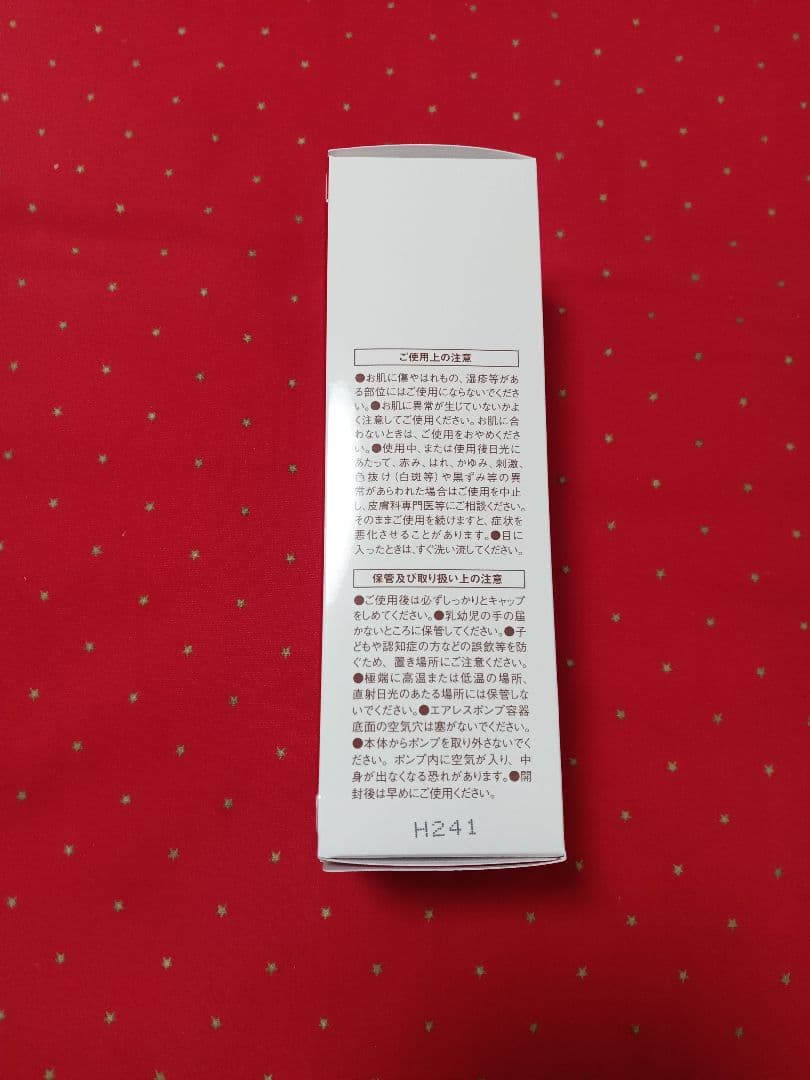 ご使用上の注意
●お肌に傷やはれもの、湿疹等があ
る部位にはご使用にならないでくださ
い。●お肌に異常が生じていないかよ
く注意してご使用ください。お肌に合
わないときは、ご使用をおやめくださ
い。●使用中、または使用後日光に
あたって、赤み、はれ、かゆみ、刺激、
色抜け(白斑等)や黒ずみ等の異
常があらわれた場合はご使用を中止
し、皮膚科専門医等にご相談ください。
そのままご使用を続けますと、症状を
悪化させることがあります。●目に
入ったときは、すぐ洗い流してください。
保管及び取り扱い上の注意
●ご使用後は必ずしっかりとキャップ
をしめてください。●乳幼児の手の届
かないところに保管してください。●子
どもや認知症の方などの誤飲等を防
ぐため、置き場所にご注意ください。
●極端に高温または低温の場所、
直射日光のあたる場所には保管しな
いでください。●エアレスポンプ容器
底面の空気穴は塞がないでください。
●本体からポンプを取り外さないでく
ださい。ポンプ内に空気が入り、中
身が出なくなる恐れがあります。●開
封後は早めにご使用ください。
H241